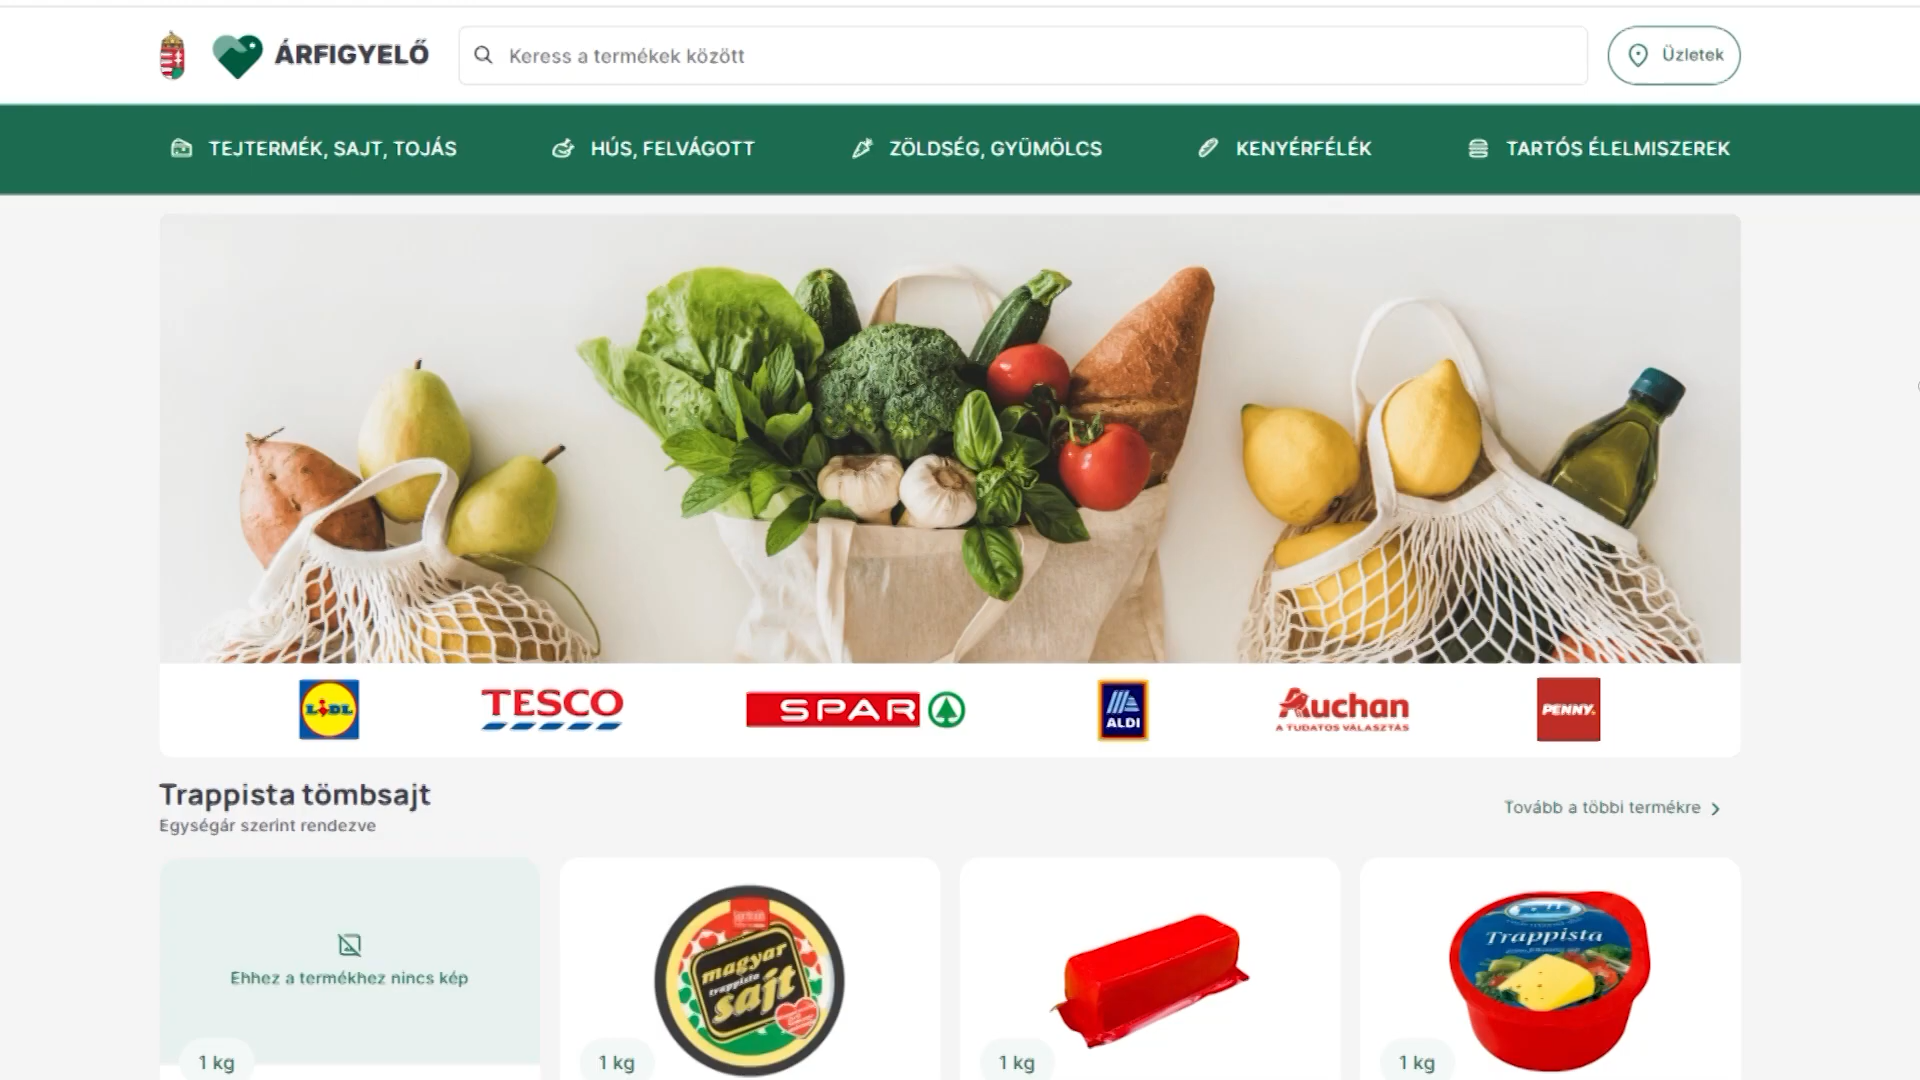 ÁRFIGYELŐ
Keress a termékek között
Üzletek
TEJTERMÉK, SAJT, TOJÁS
HÚS, FELVÁGOTT
ZÖLDSÉG, GYÜMÖLCS
KENYÉRFÉLÉK
TARTÓS ÉLELMISZEREK
LIDL
TESCO
SPAR
ALDI
Auchan
A TUDATOS VÁLASZTÁS
PENNY.
Trappista tömbsajt
Egységár szerint rendezve
Tovább a többi termékre
Ehhez a termékhez nincs kép
magyar
trappista
sajt
Trappista
1 kg
1 kg
1 kg
1 kg